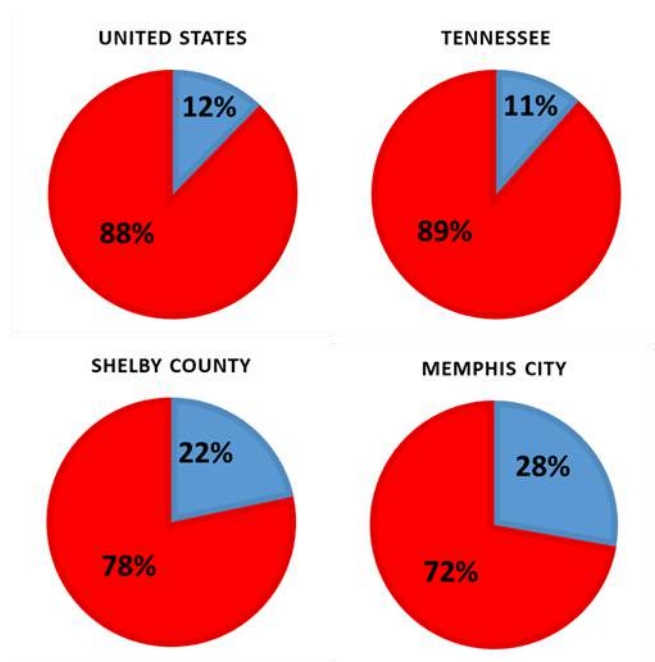 UNITED STATES
12%
88%
TENNESSEE
11%
89%
SHELBY COUNTY
22%
78%
MEMPHIS CITY
28%
72%